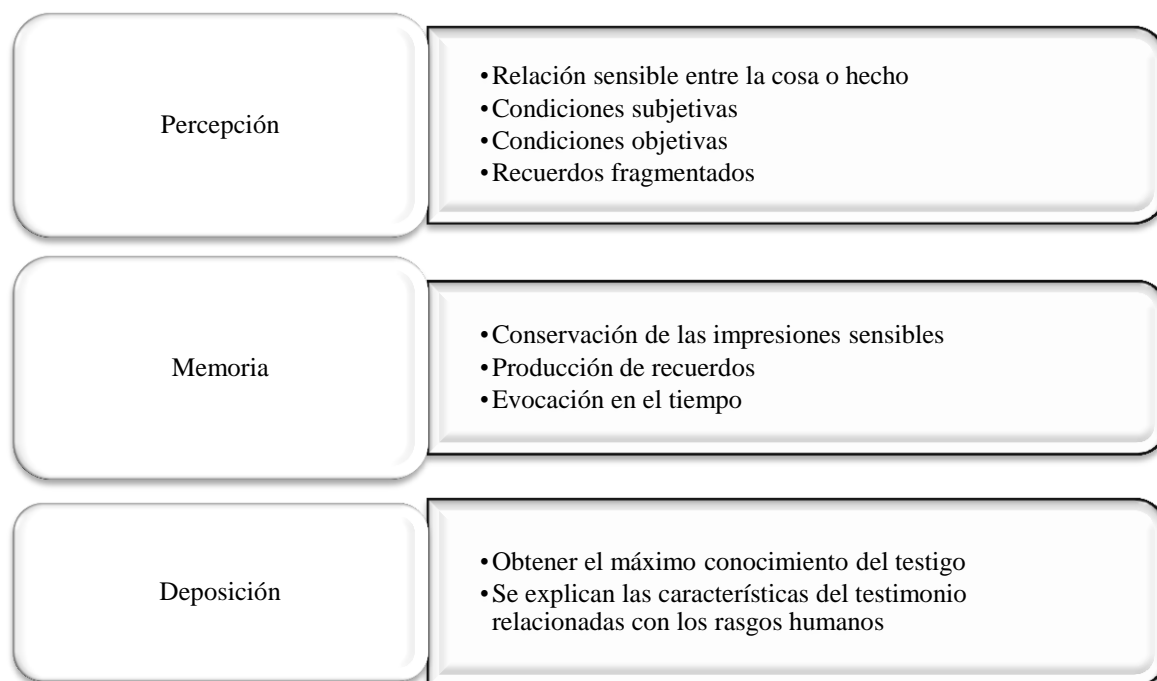 Percepción
•Relación sensible entre la cosa o hecho
•Condiciones subjetivas
•Condiciones objetivas
•Recuerdos fragmentados
Memoria
•Conservación de las impresiones sensibles
•Producción de recuerdos
•Evocación en el tiempo
Deposición
•Obtener el máximo conocimiento del testigo
•Se explican las características del testimonio
relacionadas con los rasgos humanos